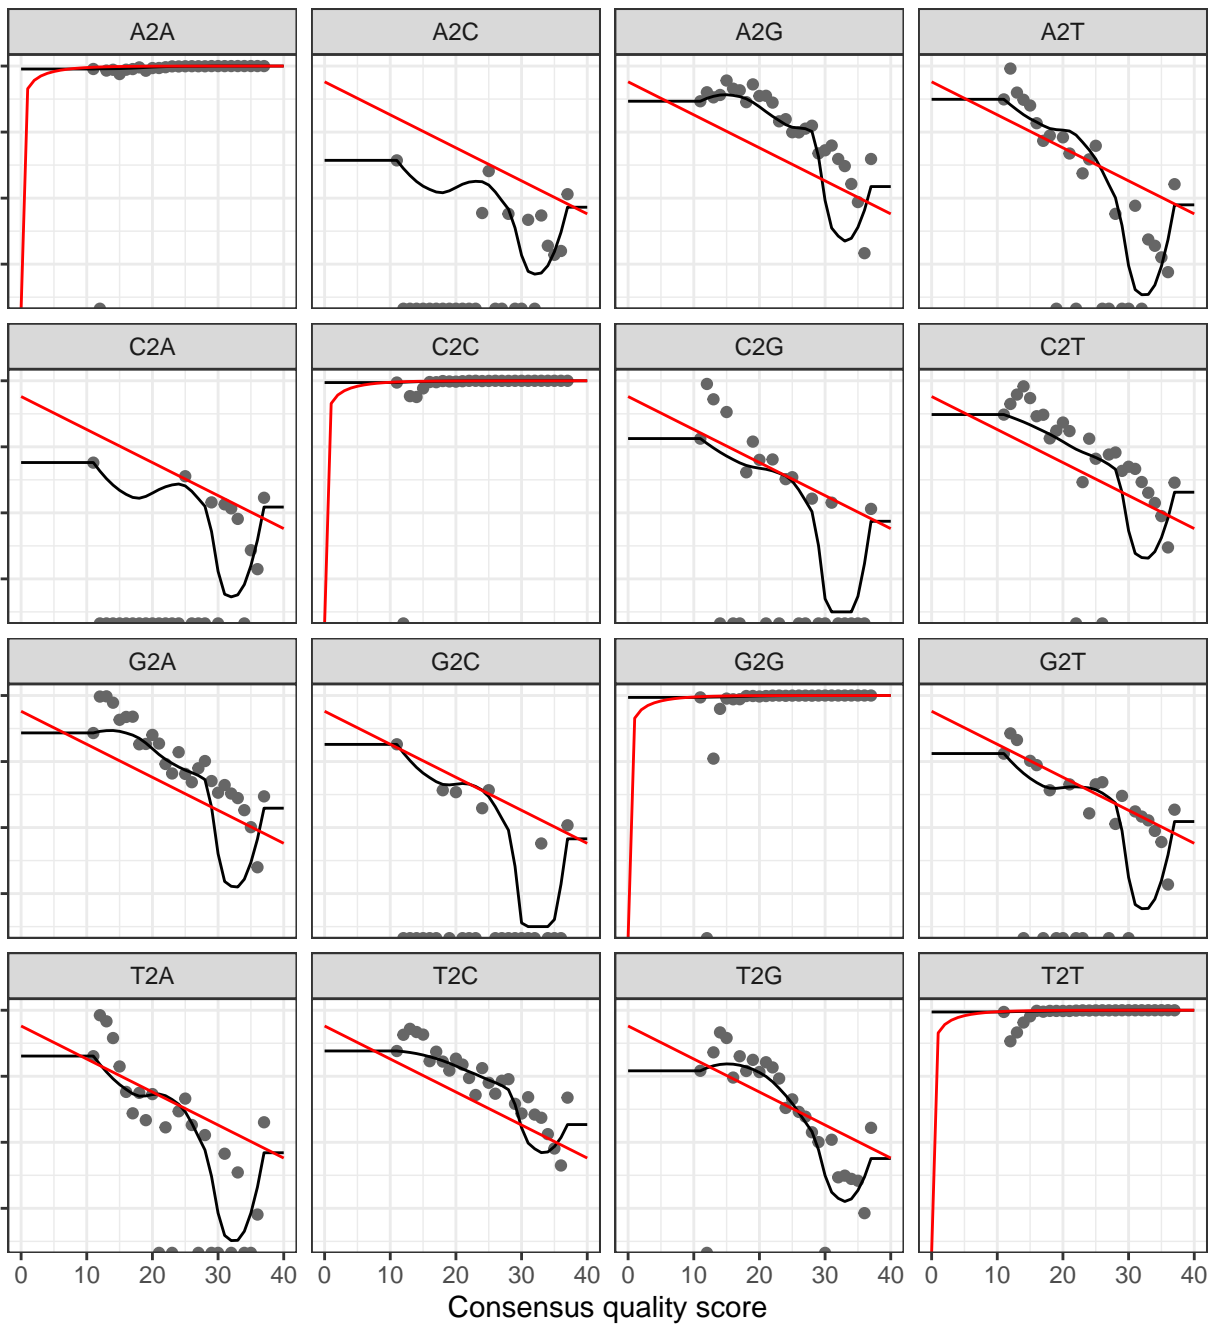 A2A A2C A2G A2T
C2A C2C C2G C2T
G2A G2C G2G G2T
T2A T2C T2G T2T
0 10 20 30 40 0 10 20 30 40 0 10 20 30 40 0 10 20 30 40
Consensus quality score